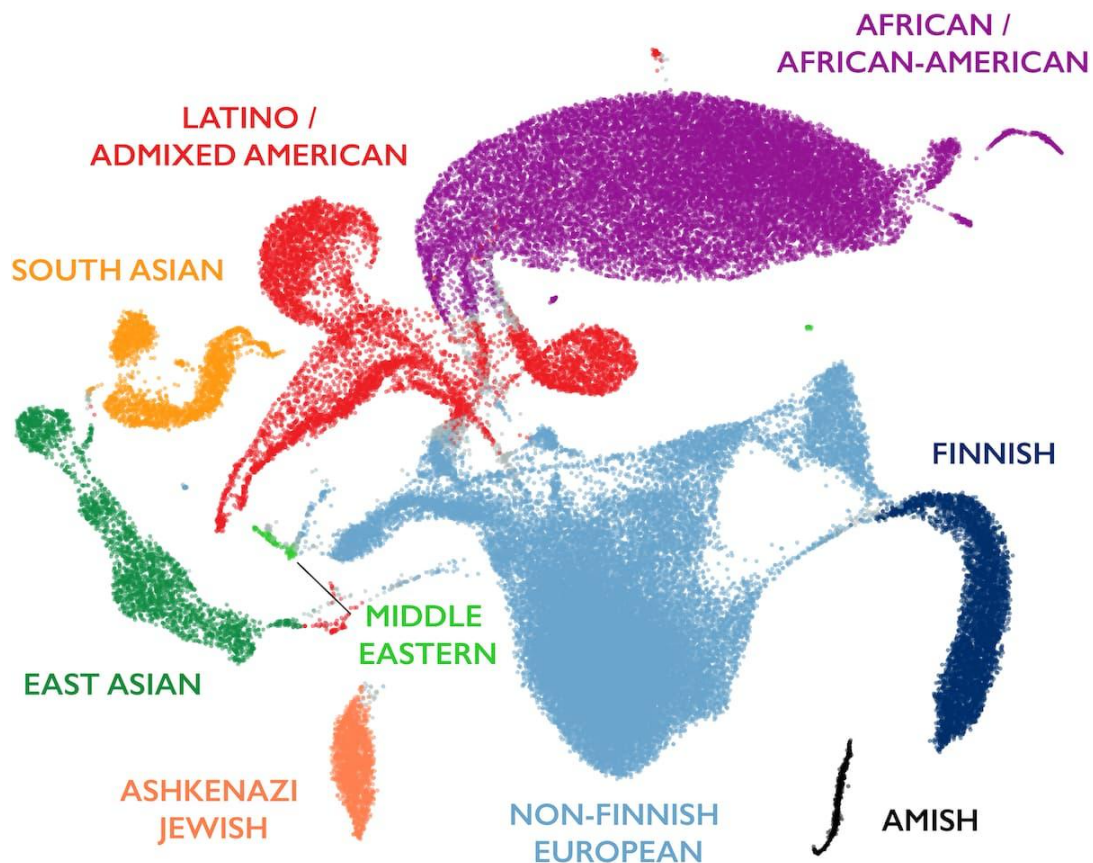 AFRICAN /
AFRICAN-AMERICAN
LATINO /
ADMIXED AMERICAN
SOUTH ASIAN
FINNISH
MIDDLE
EASTERN
EAST ASIAN
ASHKENAZI
JEWISH
NON-FINNISH
EUROPEAN
AMISH